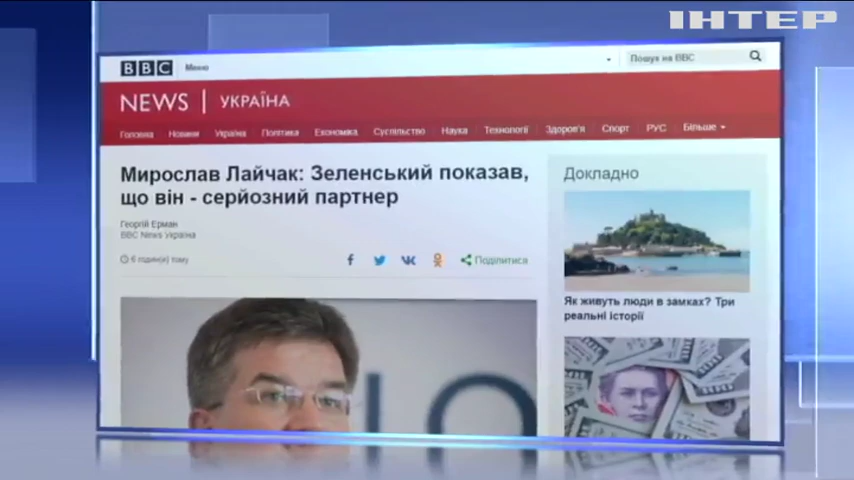 ІНТЕР
BBC Меню
Пошук на BBC
NEWS | УКРАЇНА
Головна Новини Україна Політика Економіка Суспільство Наука Технології Здоров'я Спорт РУС Більше
Мирослав Лайчак: Зеленський показав,
що він - серйозний партнер
Георгій Ерман
BBC News Україна
6 годин(и) тому
Поділитися
Докладно
Як живуть люди в замках? Три
реальні історії